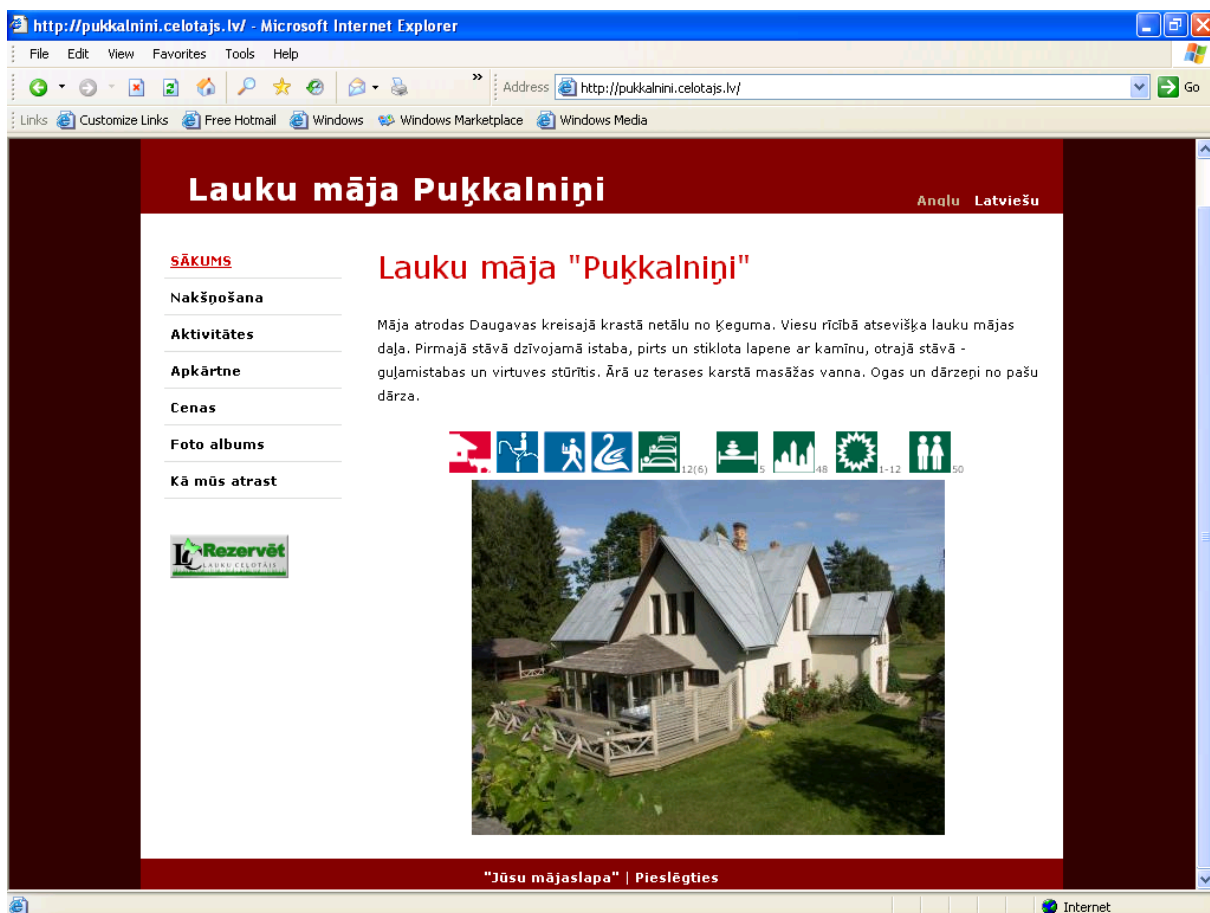 http://pukkalnini.celotajs.lv/ - Microsoft Internet Explorer
File Edit View Favorites Tools Help
» Address http://pukkalnini.celotajs.lv/ Go
Links Customize Links Free Hotmail Windows Windows Marketplace Windows Media
Lauku māja Puķkalniņi
Angļu Latviešu
SĀKUMS
Nakšņošana
Aktivitātes
Apkārtne
Cenas
Foto albums
Kā mūs atrast
LC Rezervēt
LAUKU CEĻOTĀJS
Lauku māja "Puķkalniņi"
Māja atrodas Daugavas kreisajā krastā netālu no Ķeguma. Viesu rīcībā atsevišķa lauku mājas
daļa. Pirmajā stāvā dzīvojamā istaba, pirts un stiklota lapene ar kamīnu, otrajā stāvā -
guļamistabas un virtuves stūrītis. Ārā uz terases karstā masāžas vanna. Ogas un dārzeņi no pašu
dārza.
12(6) 5 48 1-12 50
"Jūsu mājaslapa" | Pieslēgties
Internet